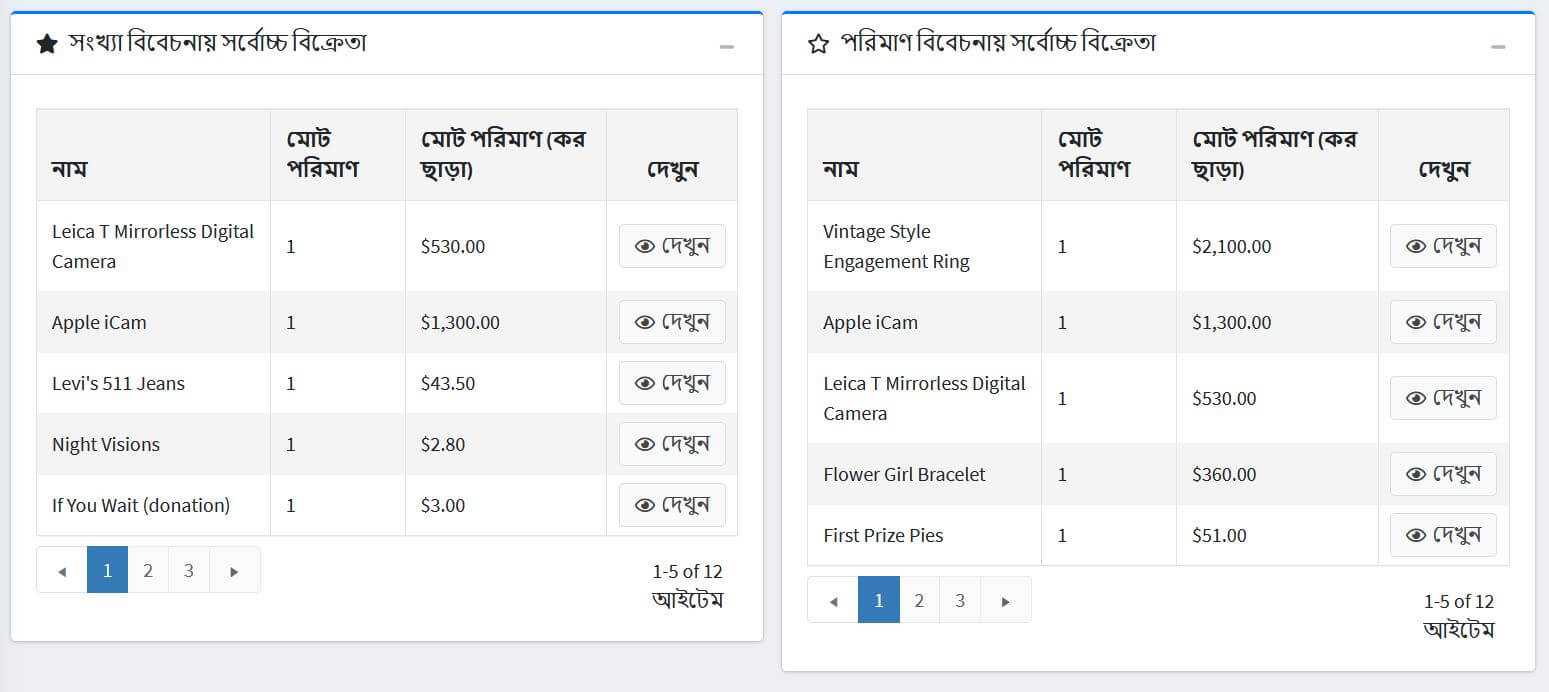 সংখ্যা বিবেচনায় সর্বোচ্চ বিক্রেতা
নাম
মোট
পরিমাণ
মোট পরিমাণ (কর
ছাড়া)
দেখুন
Leica T Mirrorless Digital
Camera
1
$530.00
দেখুন
Apple iCam
1
$1,300.00
দেখুন
Levi's 511 Jeans
1
$43.50
দেখুন
Night Visions
1
$2.80
দেখুন
If You Wait (donation)
1
$3.00
দেখুন
1
2
3
1-5 of 12
আইটেম
পরিমাণ বিবেচনায় সর্বোচ্চ বিক্রেতা
নাম
মোট
পরিমাণ
মোট পরিমাণ (কর
ছাড়া)
দেখুন
Vintage Style
Engagement Ring
1
$2,100.00
দেখুন
Apple iCam
1
$1,300.00
দেখুন
Leica T Mirrorless Digital
Camera
1
$530.00
দেখুন
Flower Girl Bracelet
1
$360.00
দেখুন
First Prize Pies
1
$51.00
দেখুন
1
2
3
1-5 of 12
আইটেম